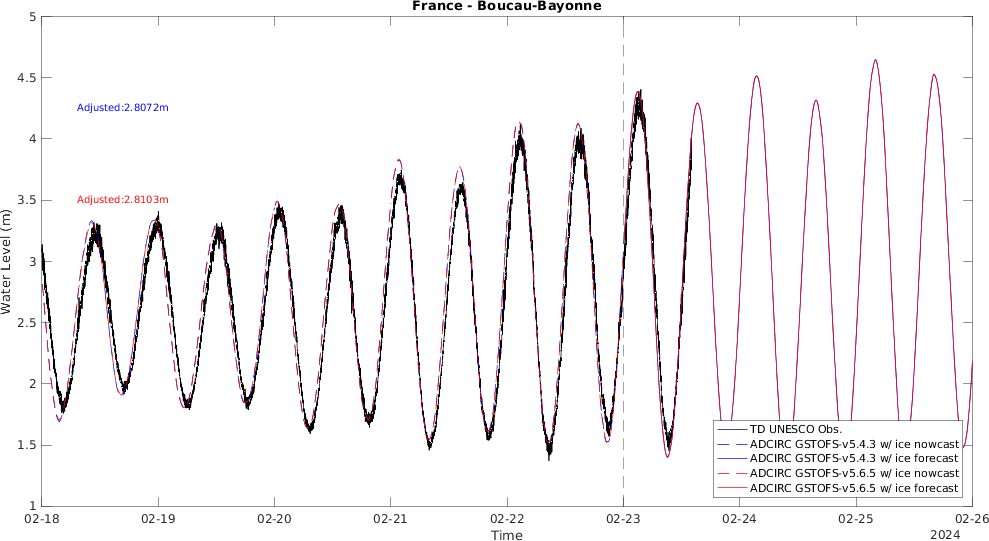 France - Boucau-Bayonne
5
4.5
4
3.5
3
2.5
2
1.5
1
Water Level (m)
Adjusted:2.8072m
Adjusted:2.8103m
TD UNESCO Obs.
ADCIRC GSTOFS-v5.4.3 w/ ice nowcast
ADCIRC GSTOFS-v5.4.3 w/ ice forecast
ADCIRC GSTOFS-v5.6.5 w/ ice nowcast
ADCIRC GSTOFS-v5.6.5 w/ ice forecast
02-18 02-19 02-20 02-21 02-22 02-23 02-24 02-25 02-26
Time
2024